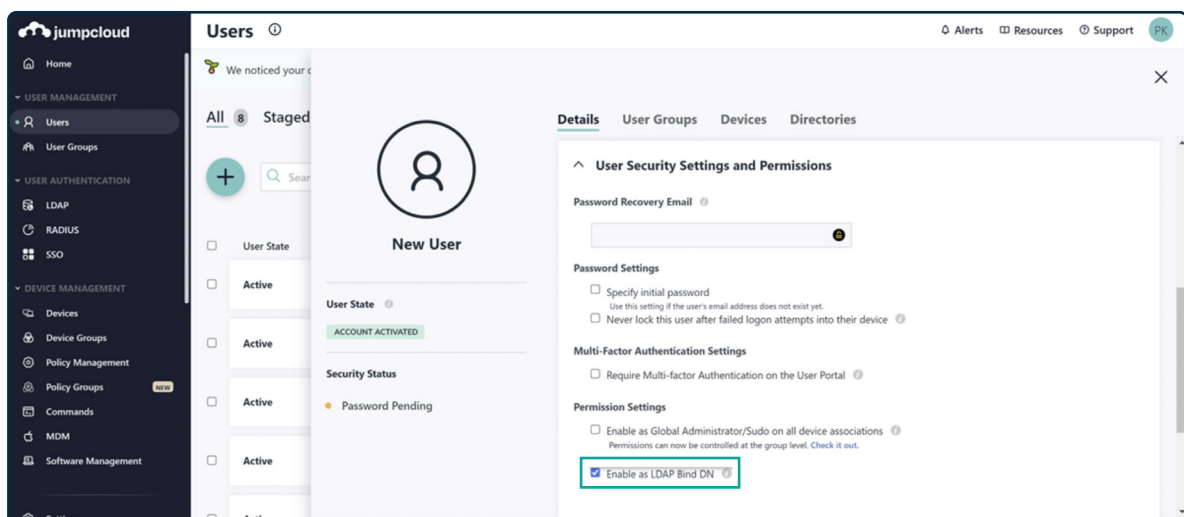 jumpcloud
Home
USER MANAGEMENT
Users
User Groups
USER AUTHENTICATION
LDAP
RADIUS
SSO
DEVICE MANAGEMENT
Devices
Device Groups
Policy Management
Policy Groups NEW
Commands
MDM
Software Management
Users
Alerts Resources Support PK
We noticed your
All 8 Staged
Sear
User State
Active
Active
Active
Active
New User
User State
ACCOUNT ACTIVATED
Security Status
Password Pending
Details User Groups Devices Directories
User Security Settings and Permissions
Password Recovery Email
Password Settings
Specify initial password
Use this setting if the user's email address does not exist yet.
Never lock this user after failed logon attempts into their device
Multi-Factor Authentication Settings
Require Multi-factor Authentication on the User Portal
Permission Settings
Enable as Global Administrator/Sudo on all device associations
Permissions can now be controlled at the group level. Check it out.
Enable as LDAP Bind DN